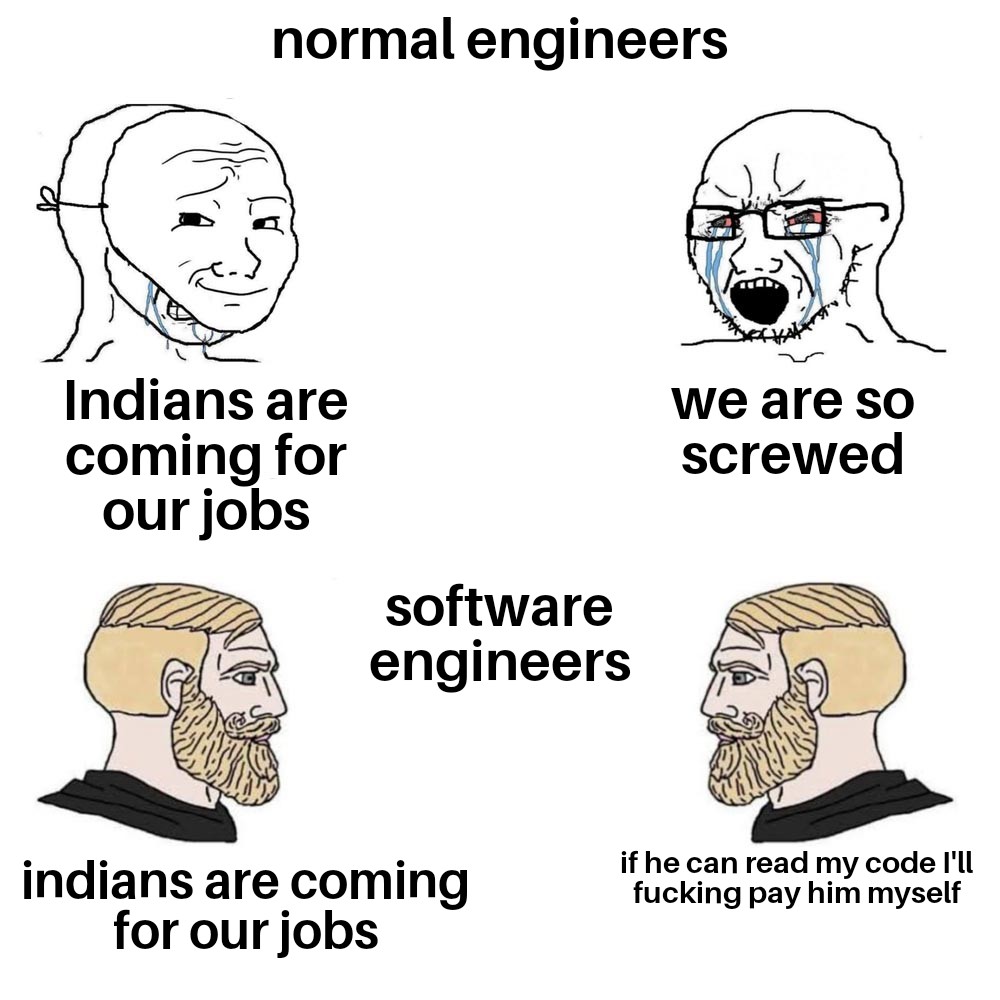 normal engineers
Indians are
coming for
our jobs
we are so
screwed
software
engineers
indians are coming
for our jobs
if he can read my code I'll
fucking pay him myself